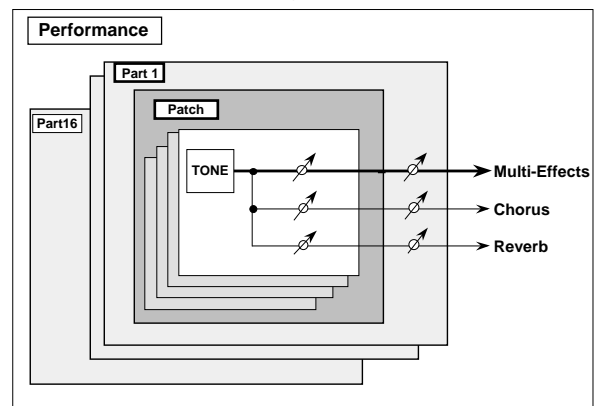 Performance
Part 1
Patch
Part16
TONE
Multi-Effects
Chorus
Reverb